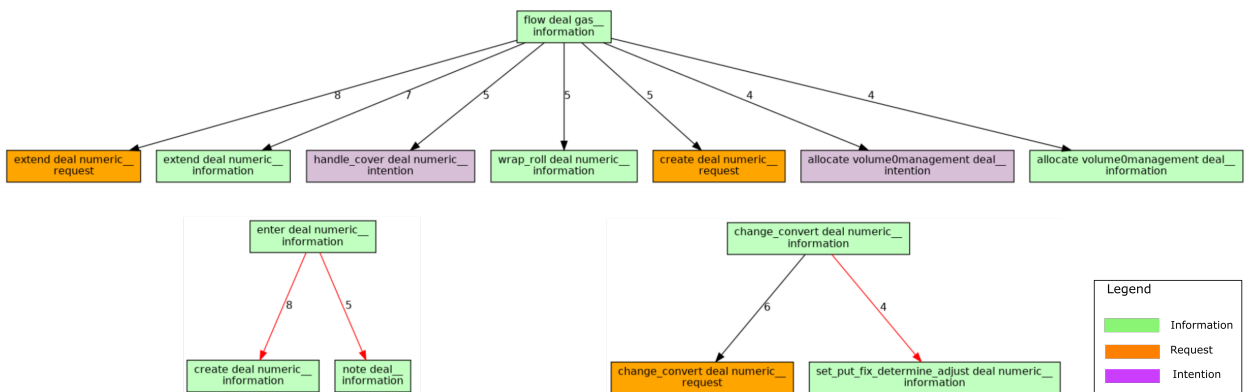 flow deal gas__
information
8
7
5
5
5
4
4
extend deal numeric__
request
extend deal numeric__
information
handle_cover deal numeric__
intention
wrap_roll deal numeric__
information
create deal numeric__
request
allocate volume0management deal__
intention
allocate volume0management deal__
information
enter deal numeric__
information
8
5
create deal numeric__
information
note deal__
information
change_convert deal numeric__
information
6
4
change_convert deal numeric__
request
set_put_fix_determine_adjust deal numeric__
information
Legend
Information
Request
Intention